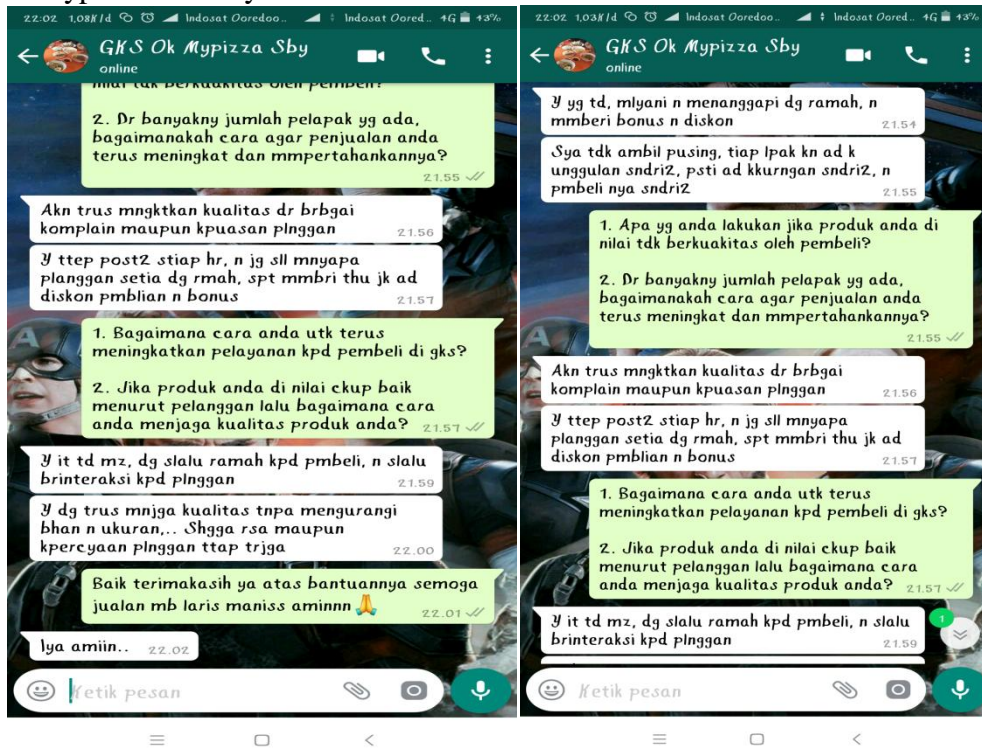 22:02 1,08K/d Indosat Ooredoo.. Indosat Oored.. 4G 43%
GKS Ok Mypizza Sby
online
nilai tdk berkuakitas oleh pembeli?
2. Dr banyakny jumlah pelapak yg ada,
bagaimanakah cara agar penjualan anda
terus meningkat dan mmpertahankannya?
21.55
Akn trus mngktkan kualitas dr brbgai
komplain maupun kpuasan plnggan
21.56
Y ttep post2 stiap hr, n jg sll mnyapa
planggan setia dg rmah, spt mmbri thu jk ad
diskon pmblian n bonus
21.57
1. Bagaimana cara anda utk terus
meningkatkan pelayanan kpd pembeli di gks?
2. Jika produk anda di nilai ckup baik
menurut pelanggan lalu bagaimana cara
anda menjaga kualitas produk anda?
21.57
Y it td mz, dg slalu ramah kpd pmbeli, n slalu
brinteraksi kpd plnggan
21.59
Y dg trus mnjga kualitas tnpa mengurangi
bhan n ukuran,.. Shgga rsa maupun
kpercyaan plnggan ttap trjga
22.00
Baik terimakasih ya atas bantuannya semoga
jualan mb laris maniss aminnn 🙏
22.01
Iya amiin..
22.02
Ketik pesan
22:02 1,03K/d Indosat Ooredoo.. Indosat Oored.. 4G 43%
GKS Ok Mypizza Sby
online
Y yg td, mlyani n menanggapi dg ramah, n
mmberi bonus n diskon
21.54
Sya tdk ambil pusing, tiap lpak kn ad k
unggulan sndri2, psti ad kkurngan sndri2, n
pmbeli nya sndri2
21.55
1. Apa yg anda lakukan jika produk anda di
nilai tdk berkuakitas oleh pembeli?
2. Dr banyakny jumlah pelapak yg ada,
bagaimanakah cara agar penjualan anda
terus meningkat dan mmpertahankannya?
21.55
Akn trus mngktkan kualitas dr brbgai
komplain maupun kpuasan plnggan
21.56
Y ttep post2 stiap hr, n jg sll mnyapa
planggan setia dg rmah, spt mmbri thu jk ad
diskon pmblian n bonus
21.57
1. Bagaimana cara anda utk terus
meningkatkan pelayanan kpd pembeli di gks?
2. Jika produk anda di nilai ckup baik
menurut pelanggan lalu bagaimana cara
anda menjaga kualitas produk anda?
21.57
Y it td mz, dg slalu ramah kpd pmbeli, n slalu
brinteraksi kpd plnggan
21.59
1
Ketik pesan